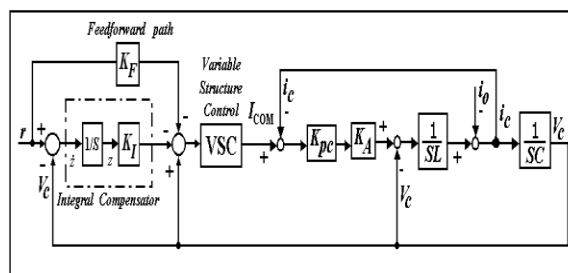 Feedforward path
K_F
Variable
Structure
Control
I_COM
i_c
i_0
i_c
V_c
r
+
-
-
-
+
ż
1/S
z
K_I
VSC
+
-
K_pc
K_A
+
-
1/SL
+
-
1/SC
V_c
V_c
Integral Compensator